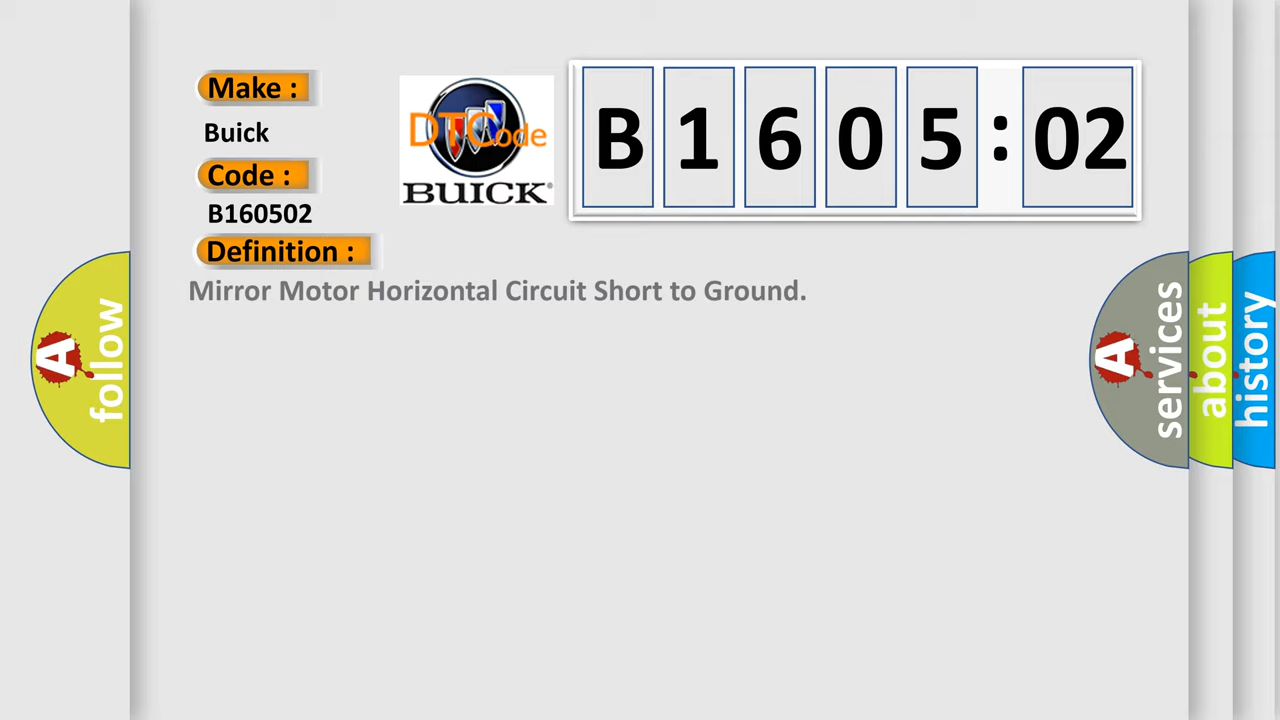 Make :
Buick
Code :
B160502
Definition :
Mirror Motor Horizontal Circuit Short to Ground.
DTCode
BUICK®
B 1 6 0 5 : 02
A follow
A services
about
history